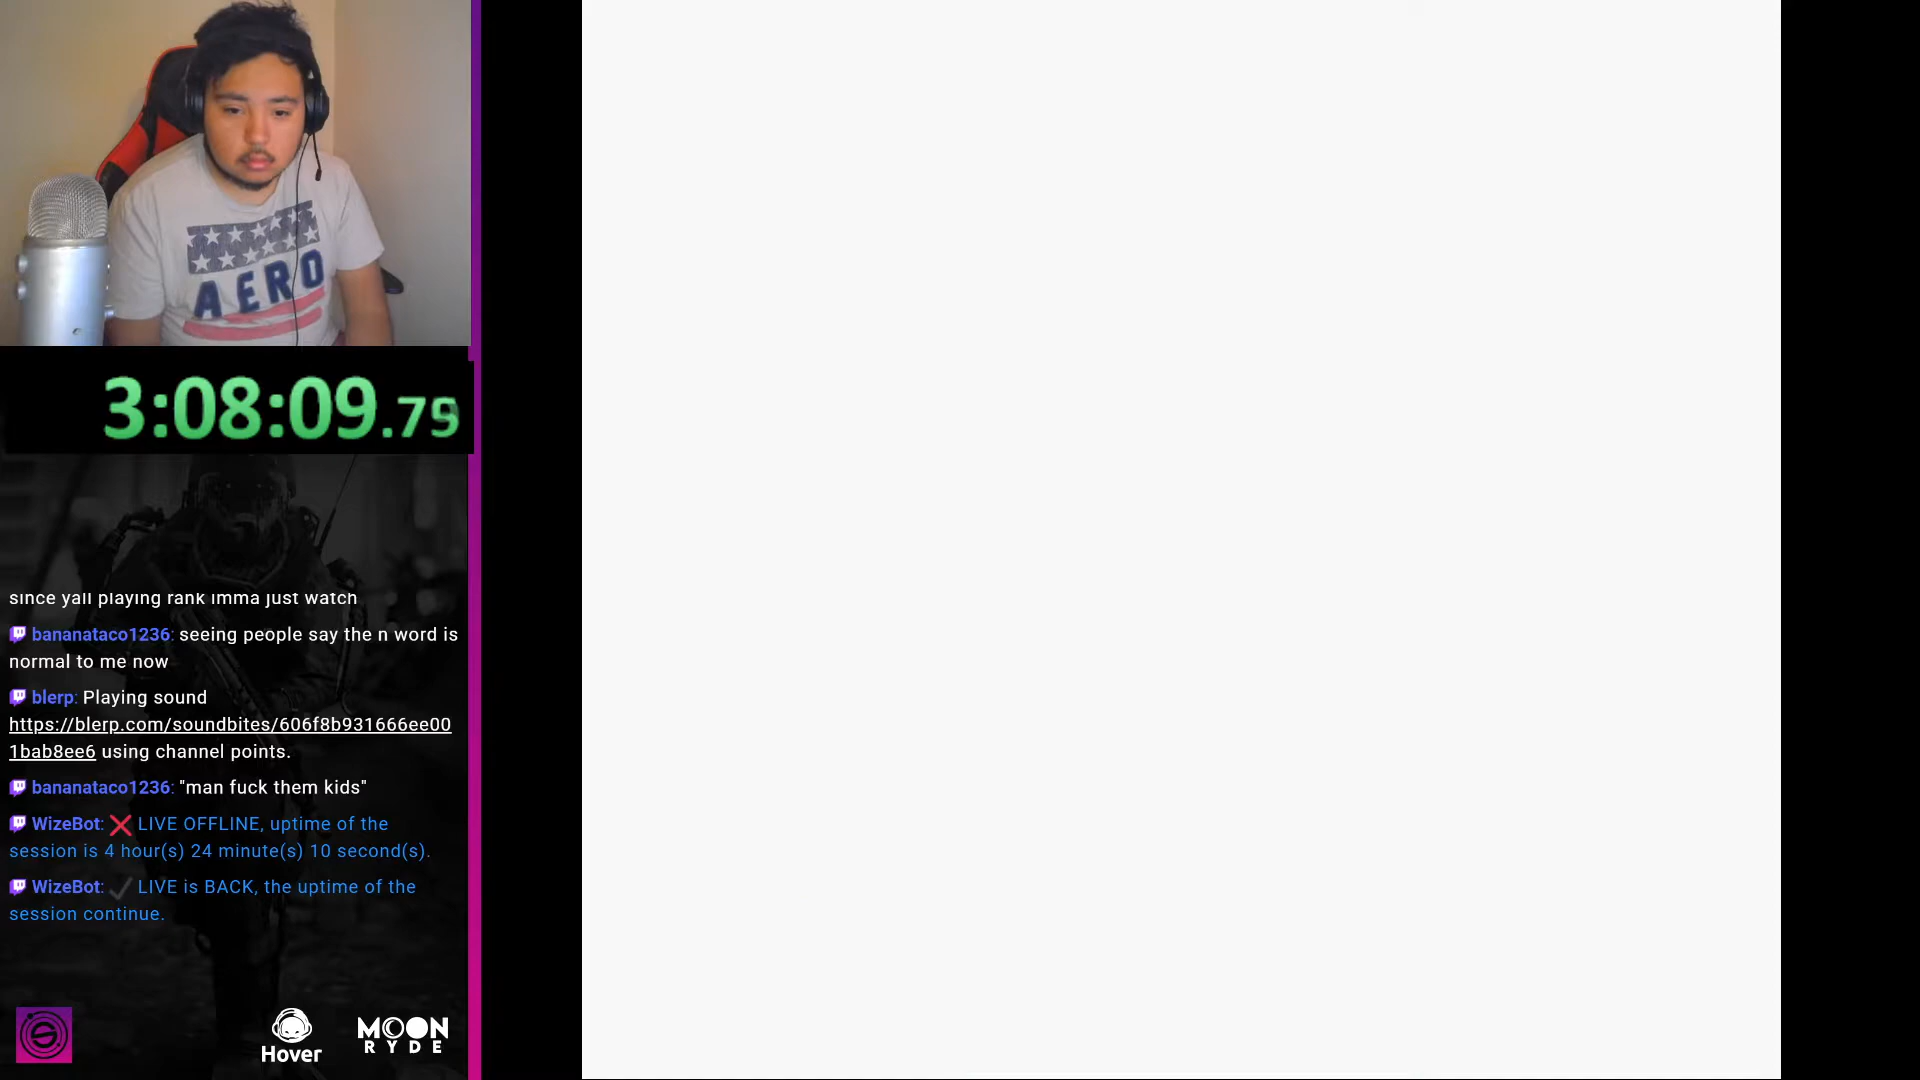 AERO
3:08:09.79
since yall playing rank imma just watch
bananataco1236: seeing people say the n word is
normal to me now
blerp: Playing sound
https://blerp.com/soundbites/606f8b931666ee00
1bab8ee6 using channel points.
bananataco1236: "man fuck them kids"
WizeBot: ❌ LIVE OFFLINE, uptime of the
session is 4 hour(s) 24 minute(s) 10 second(s).
WizeBot: ✔ LIVE is BACK, the uptime of the
session continue.
Hover
MOON
RYDE